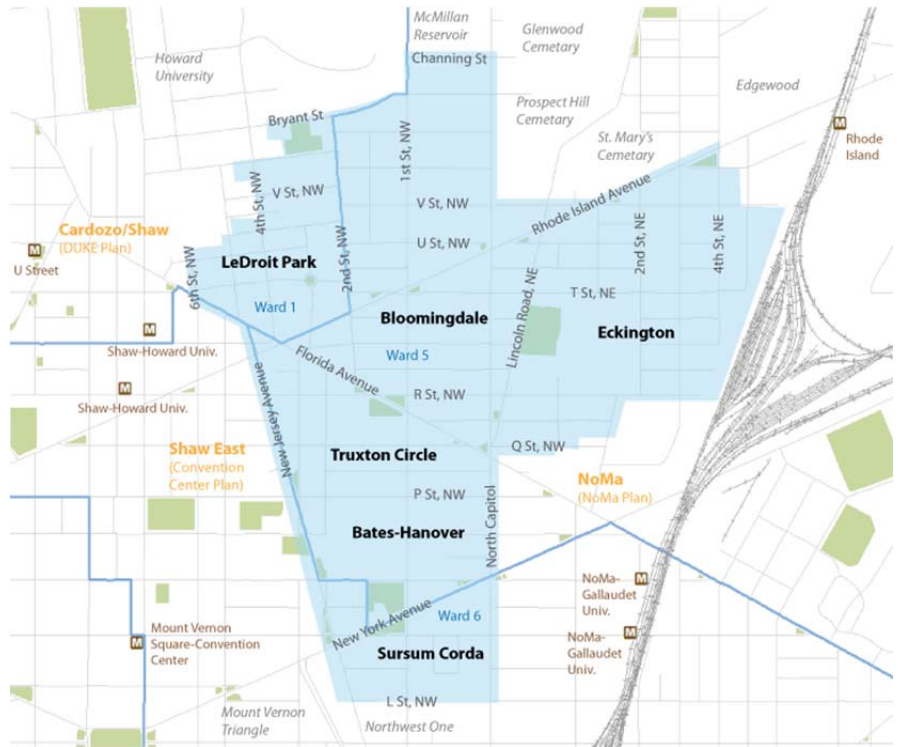 McMillan
Reservoir
Channing St
Glenwood
Cemetary
Howard
University
Edgewood
Prospect Hill
Cemetary
Bryant St
St. Mary's
Cemetary
Rhode
Island
1st St, NW
4th St, NW
V St, NW
V St, NW
Rhode Island Avenue
Cardozo/Shaw
(DUKE Plan)
U Street
6th St, NW
LeDroit Park
2nd St, NW
U St, NW
2nd St, NE
4th St, NE
Ward 1
Bloomingdale
Lincoln Road, NE
T St, NE
Eckington
Shaw-Howard Univ.
Florida Avenue
Ward 5
Shaw-Howard Univ.
New Jersey Avenue
R St, NW
Shaw East
(Convention
Center Plan)
Truxton Circle
Q St, NW
NoMa
(NoMa Plan)
P St, NW
North Capitol
Bates-Hanover
NoMa-
Gallaudet
Univ.
New York Avenue
Ward 6
Mount Vernon
Square-Convention
Center
NoMa-
Gallaudet
Univ.
Sursum Corda
L St, NW
Mount Vernon
Triangle
Northwest One
M
M
M
M
M
M
M